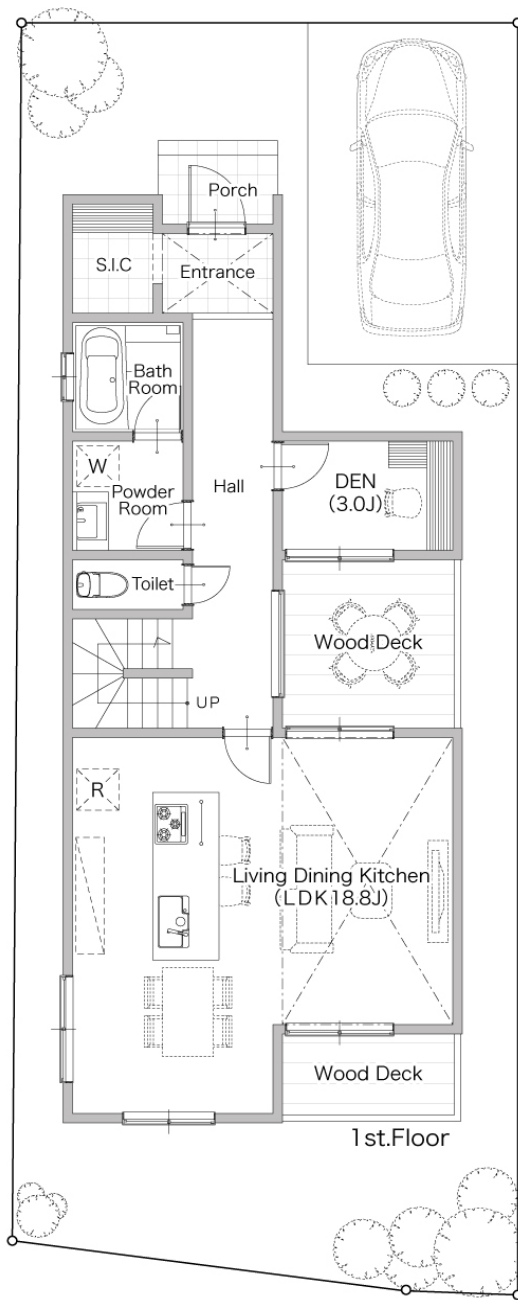 Porch
S.I.C
Entrance
Bath
Room
W
Powder
Room
Hall
DEN
(3.0J)
Toilet
Wood Deck
UP
R
Living Dining Kitchen
(LDK18.8J)
Wood Deck
1st.Floor